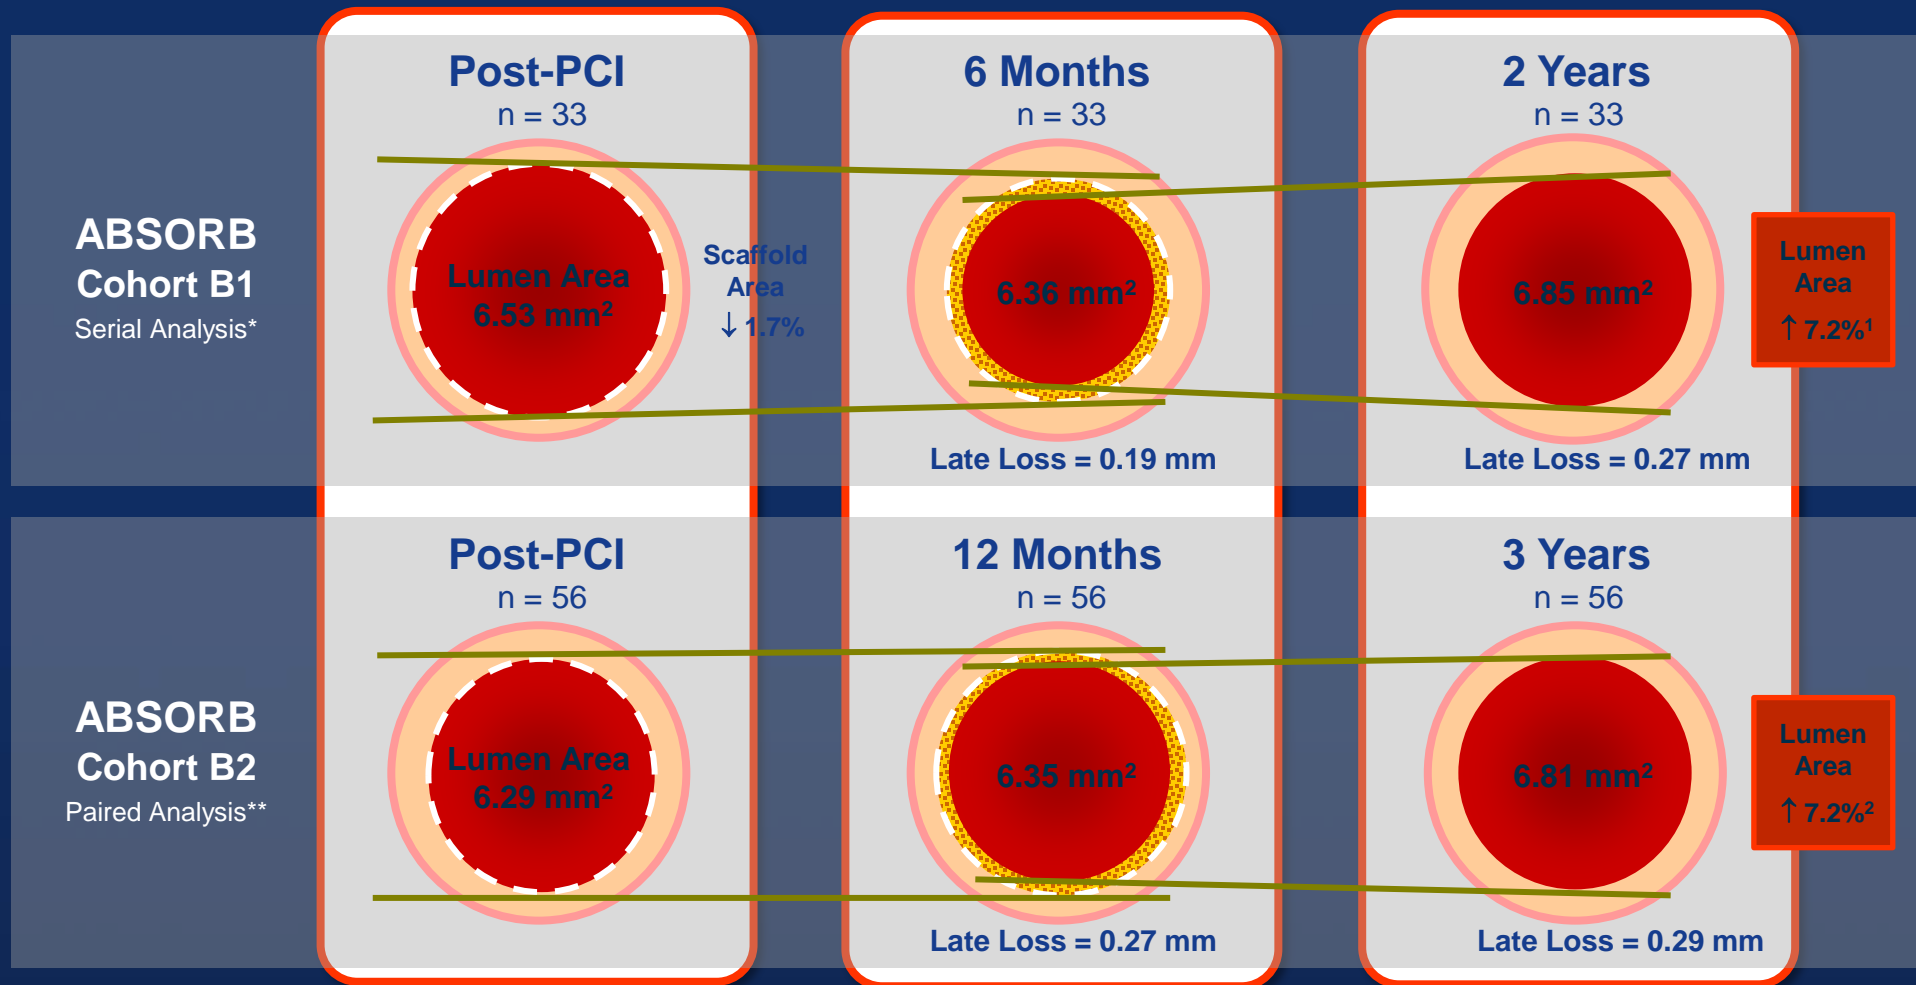 Post-PCI
n = 33
6 Months
n = 33
2 Years
n = 33
ABSORB
Cohort B1
Serial Analysis*
Lumen Area
6.53 mm²
Scaffold
Area
↓ 1.7%
6.36 mm²
6.85 mm²
Lumen
Area
↑ 7.2%¹
Late Loss = 0.19 mm
Late Loss = 0.27 mm
Post-PCI
n = 56
12 Months
n = 56
3 Years
n = 56
ABSORB
Cohort B2
Paired Analysis**
Lumen Area
6.29 mm²
6.35 mm²
6.81 mm²
Lumen
Area
↑ 7.2%²
Late Loss = 0.27 mm
Late Loss = 0.29 mm